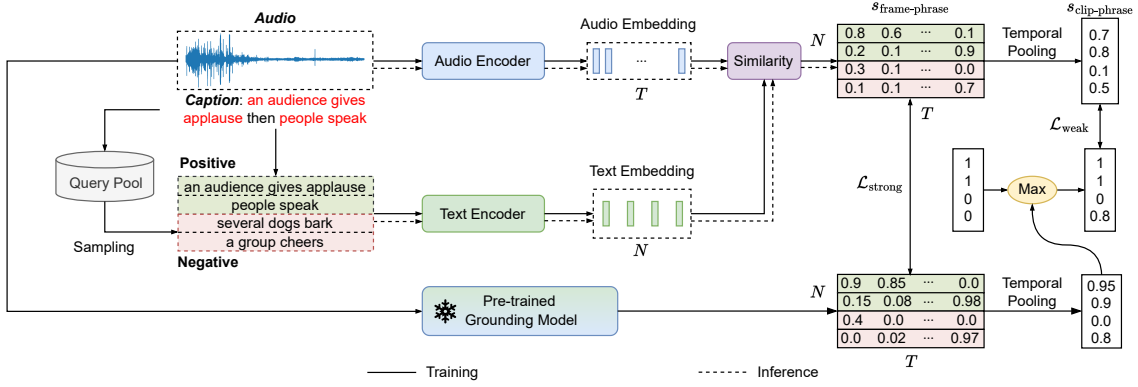 Audio
Caption: an audience gives
applause then people speak
Query Pool
Sampling
Positive
an audience gives applause
people speak
several dogs bark
a group cheers
Negative
Audio Encoder
Text Encoder
Pre-trained
Grounding Model
Audio Embedding
...
T
Text Embedding
N
Similarity
s_frame-phrase
N
0.8 0.6 ... 0.1
0.2 0.1 ... 0.9
0.3 0.1 ... 0.0
0.1 0.1 ... 0.7
T
Temporal
Pooling
s_clip-phrase
0.7
0.8
0.1
0.5
ℒ_strong
ℒ_weak
1
1
0
0
Max
1
1
0
0.8
N
0.9 0.85 ... 0.0
0.15 0.08 ... 0.98
0.4 0.0 ... 0.0
0.0 0.02 ... 0.97
T
Temporal
Pooling
0.95
0.9
0.0
0.8
Training
Inference